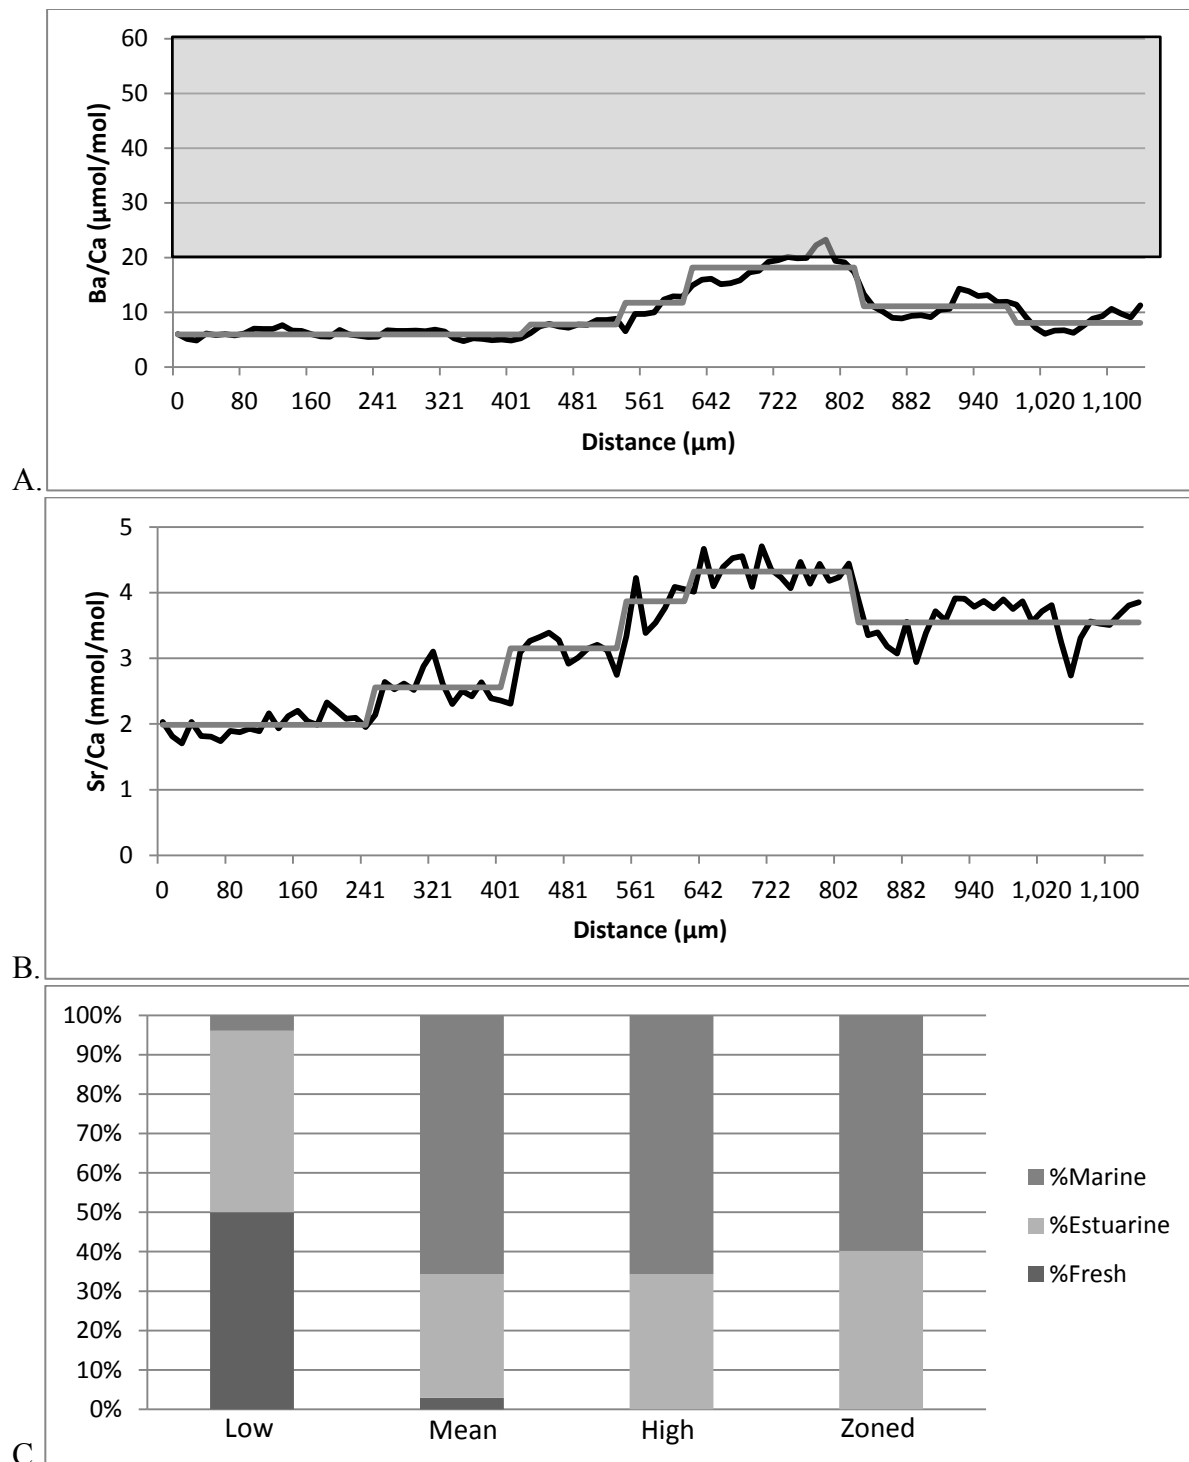 60
50
40
30
20
10
0
Ba/Ca (µmol/mol)
0 80 160 241 321 401 481 561 642 722 802 882 940 1,020 1,100
Distance (µm)
A.
5
4
3
2
1
0
Sr/Ca (mmol/mol)
0 80 160 241 321 401 481 561 642 722 802 882 940 1,020 1,100
Distance (µm)
B.
100%
90%
80%
70%
60%
50%
40%
30%
20%
10%
0%
Low Mean High Zoned
%Marine
%Estuarine
%Fresh
C